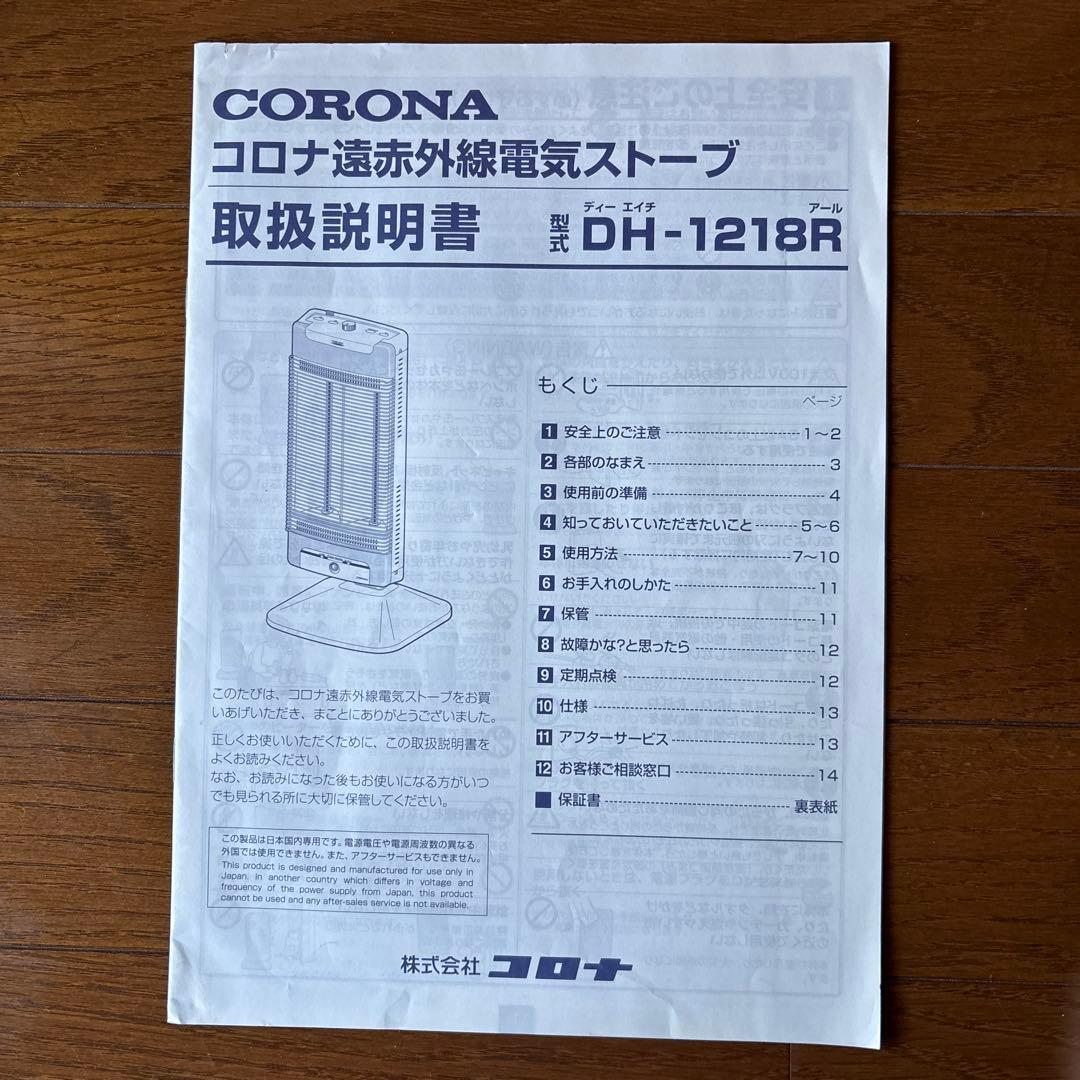 CORONA
コロナ遠赤外線電気ストーブ
取扱説明書
型式
ディー エイチ アール
DH-1218R
もくじ
ページ
1 安全上のご注意 1～2
2 各部のなまえ 3
3 使用前の準備 4
4 知っておいていただきたいこと 5～6
5 使用方法 7～10
6 お手入れのしかた 11
7 保管 11
8 故障かな?と思ったら 12
9 定期点検 12
10 仕様 13
11 アフターサービス 13
12 お客様ご相談窓口 14
■ 保証書 裏表紙
このたびは、コロナ遠赤外線電気ストーブをお買
いあげいただき、まことにありがとうございました。
正しくお使いいただくために、この取扱説明書を
よくお読みください。
なお、お読みになった後もお使いになる方がいつ
でも見られる所に大切に保管してください。
この製品は日本国内専用です。電源電圧や電源周波数の異なる
外国では使用できません。また、アフターサービスもできません。
This product is designed and manufactured for use only in
Japan. in another country which differs in voltage and
frequency of the power supply from Japan, this product
cannot be used and any after-sales service is not available.
株式会社 コロナ